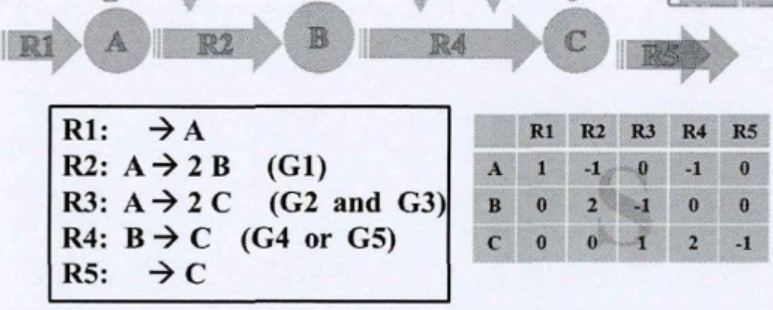 R1 A R2 B R4 C R5
R1: → A
R2: A → 2 B (G1)
R3: A → 2 C (G2 and G3)
R4: B → C (G4 or G5)
R5: → C
R1 R2 R3 R4 R5
A 1 -1 0 -1 0
B 0 2 -1 0 0
C 0 0 1 2 -1
S